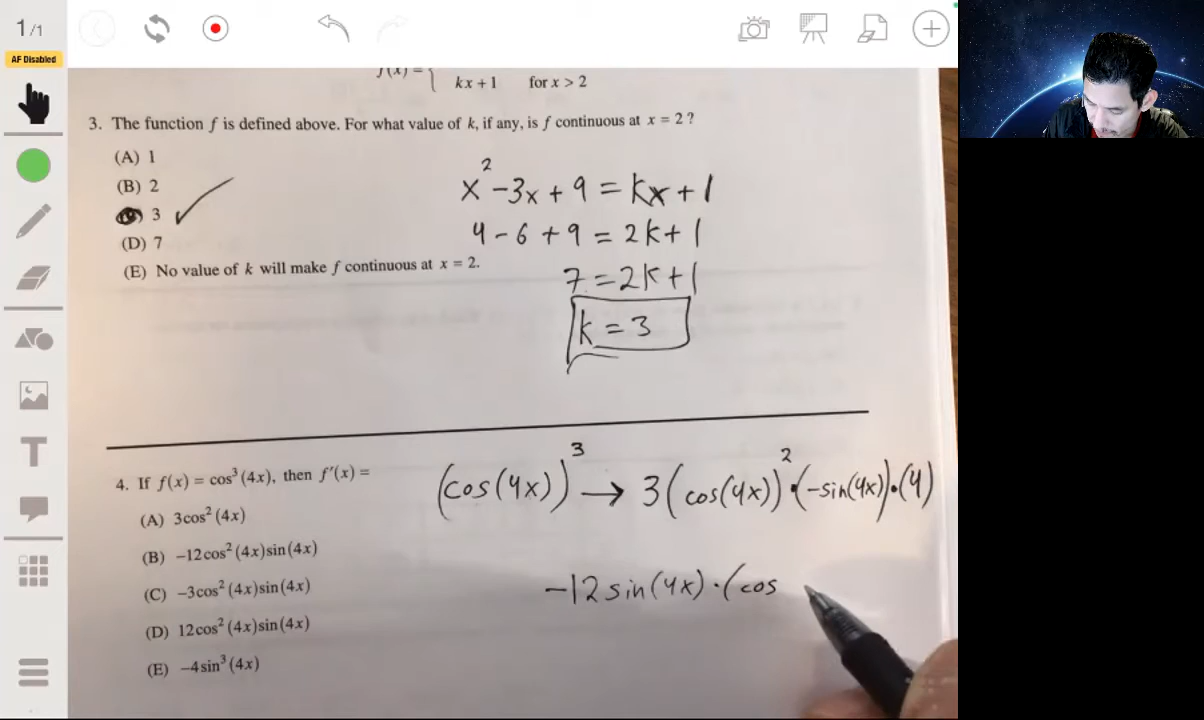 1/1
AF Disabled
f(x) = {
kx + 1 for x > 2
3. The function f is defined above. For what value of k, if any, is f continuous at x = 2 ?
(A) 1
(B) 2
3
(D) 7
(E) No value of k will make f continuous at x = 2.
x² - 3x + 9 = kx + 1
4 - 6 + 9 = 2k + 1
7 = 2k + 1
k = 3
4. If f(x) = cos³(4x), then f′(x) =
(A) 3cos²(4x)
(B) −12cos²(4x)sin(4x)
(C) −3cos²(4x)sin(4x)
(D) 12cos²(4x)sin(4x)
(E) −4sin³(4x)
(cos(4x))³ → 3(cos(4x))²·(-sin(4x))·(4)
-12 sin(4x)·(cos
T